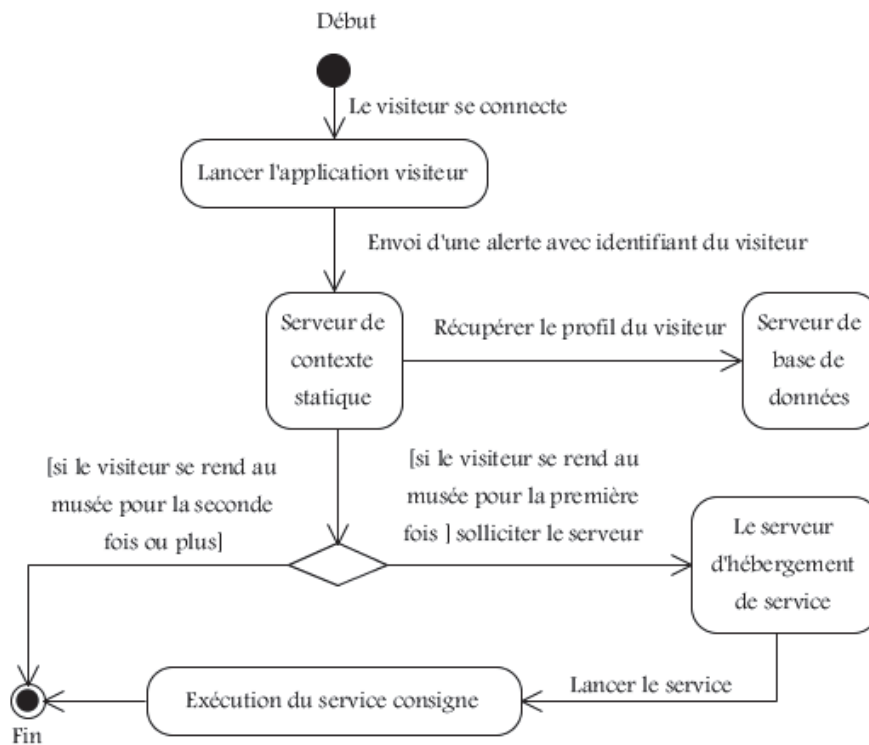 Début
Le visiteur se connecte
Lancer l'application visiteur
Envoi d'une alerte avec identifiant du visiteur
Serveur de
contexte
statique
Récupérer le profil du visiteur
Serveur de
base de
données
[si le visiteur se rend au
musée pour la seconde
fois ou plus]
[si le visiteur se rend au
musée pour la première
fois ] solliciter le serveur
Le serveur
d'hébergement
de service
Lancer le service
Exécution du service consigne
Fin